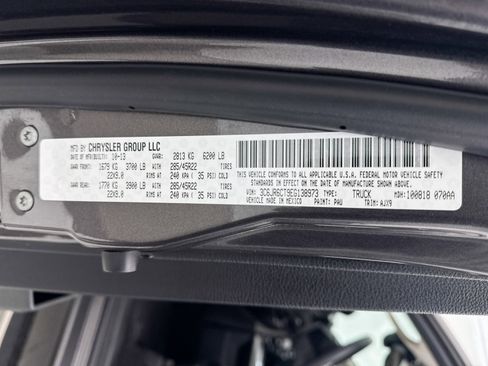 MFD BY CHRYSLER GROUP LLC
DATE OF MFR(BUILT): 10-13 GVWR: 2813 KG 6200 LB
GAWR FRONT: 1679 KG 3700 LB WITH 285/45R22 TIRES
22X9.0 RIMS AT 240 KPA ( 35 PSI) COLD
GAWR REAR: 1770 KG 3900 LB WITH 285/45R22 TIRES
22X9.0 RIMS AT 240 KPA ( 35 PSI) COLD
THIS VEHICLE CONFORMS TO ALL APPLICABLE U.S.A. FEDERAL MOTOR VEHICLE SAFETY
STANDARDS IN EFFECT ON THE DATE OF MANUFACTURE SHOWN ABOVE.
VIN: 3C6JR6CT9EG138973 TYPE: TRUCK MDH: 100818 070AA
VEHICLE MADE IN MEXICO PAINT: PAU TRIM: AJX9